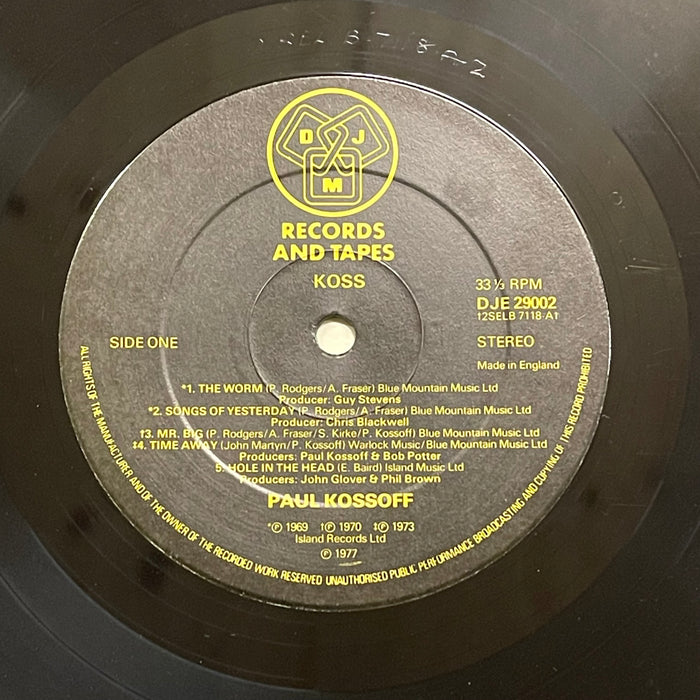 D J
M
RECORDS
AND TAPES
KOSS
33⅓ RPM
DJE 29002
†2SELB 7118-A†
SIDE ONE
STEREO
Made in England
*1. THE WORM (P. Rodgers/A. Fraser) Blue Mountain Music Ltd
Producer: Guy Stevens
*2. SONGS OF YESTERDAY (P. Rodgers/A. Fraser) Blue Mountain Music Ltd
Producer: Chris Blackwell
†3. MR. BIG (P. Rodgers/A. Fraser/S. Kirke/P. Kossoff) Blue Mountain Music Ltd
‡4. TIME AWAY (John Martyn/P. Kossoff) Warlock Music/Blue Mountain Music Ltd
Producers: Paul Kossoff & Bob Potter
5. HOLE IN THE HEAD (E. Baird) Island Music Ltd
Producers: John Glover & Phil Brown
PAUL KOSSOFF
*℗ 1969 †℗ 1970 ‡℗ 1973
Island Records Ltd
℗ 1977
ALL RIGHTS OF THE MANUFACTURER AND OF THE OWNER OF THE RECORDED WORK RESERVED UNAUTHORISED PUBLIC PERFORMANCE BROADCASTING AND COPYING OF THIS RECORD PROHIBITED